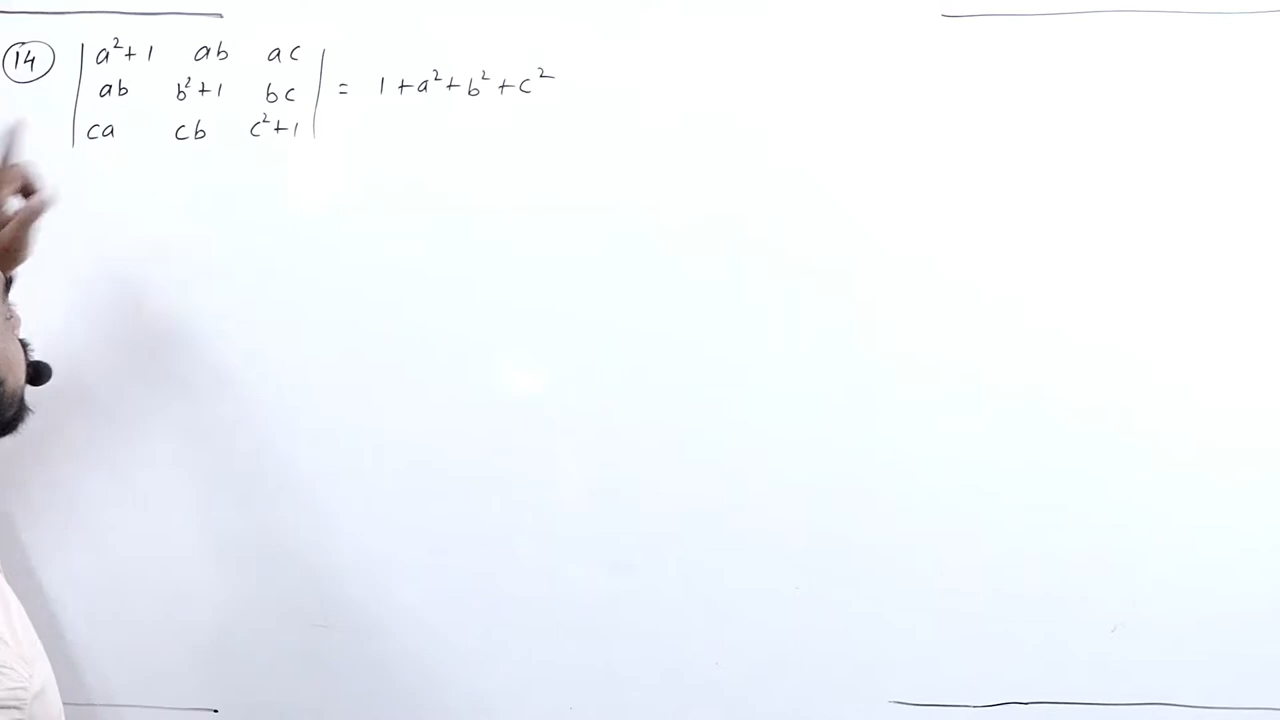 (14) | a²+1 ab ac |
| ab b²+1 bc | = 1+a²+b²+c²
| ca cb c²+1 |